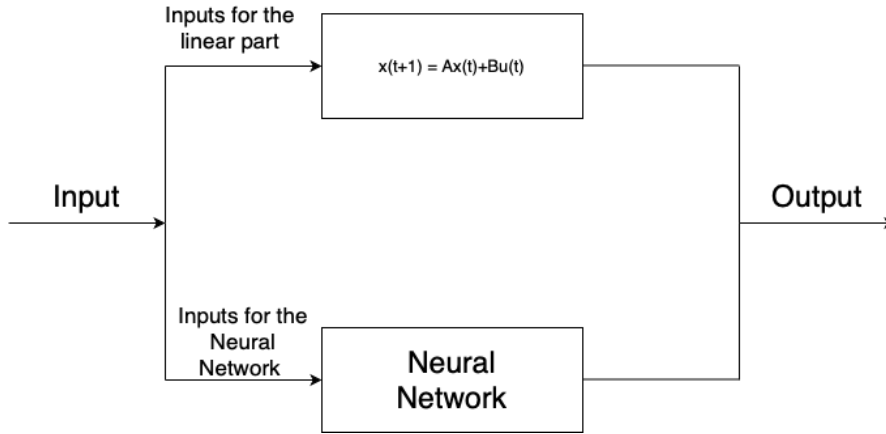 Inputs for the
linear part
x(t+1) = Ax(t)+Bu(t)
Input
Output
Inputs for the
Neural
Network
Neural
Network